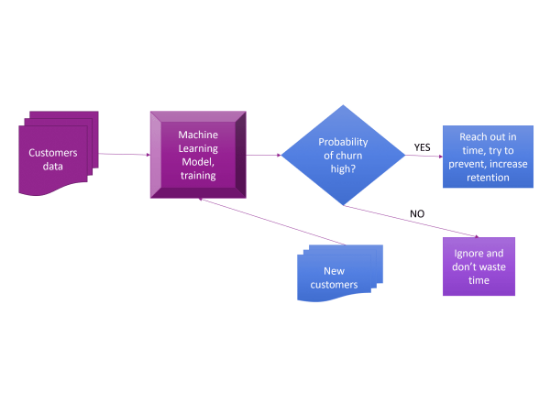 Customers
data
Machine
Learning
Model,
training
Probability
of churn
high?
YES
Reach out in
time, try to
prevent, increase
retention
NO
New
customers
Ignore and
don't waste
time